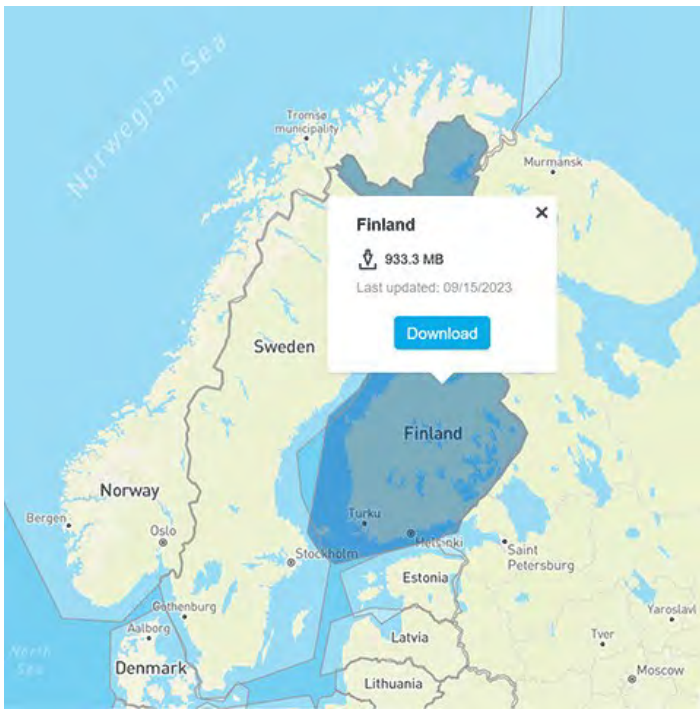 Norwegian Sea
Tromsø
municipality
Murmansk
Finland
933.3 MB
Last updated: 09/15/2023
Download
Sweden
Finland
Norway
Bergen
Oslo
Turku
Helsinki
Stockholm
Saint
Petersburg
Estonia
Gothenburg
Yaroslavl
Aalborg
Latvia
Tver
North
Sea
Denmark
Moscow
Lithuania